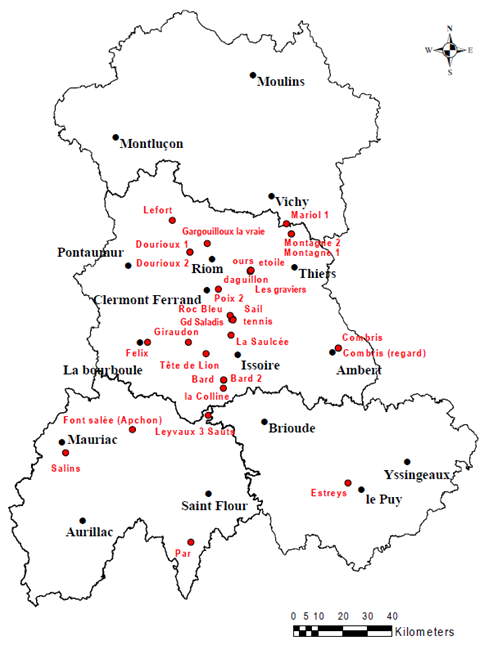 N
W
E
S
Moulins
Montluçon
Vichy
Lefort
Mariol 1
Gargouilloux la vraie
Montagne 2
Montagne 1
Dourioux 1
Pontaumur
Dourioux 2
Riom
ours
etoile
Thiers
daguillon
Les graviers
Clermont Ferrand
Poix 2
Roc Bleu
Sail
Gd Saladis
tennis
Giraudon
La Saulcée
Combris
Felix
Combris (regard)
La bourboule
Tête de Lion
Issoire
Ambert
Bard
Bard 2
la Colline
Font salée (Apchon)
Leyvaux 3 Sauts
Brioude
Mauriac
Salins
Yssingeaux
Estreys
le Puy
Saint Flour
Aurillac
Par
0 5 10 20 30 40
Kilometers